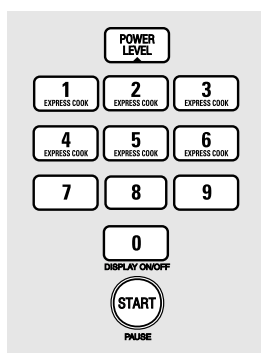 POWER
LEVEL
1 2 3
EXPRESS COOK EXPRESS COOK EXPRESS COOK
4 5 6
EXPRESS COOK EXPRESS COOK EXPRESS COOK
7 8 9
0
DISPLAY ON/OFF
START
PAUSE